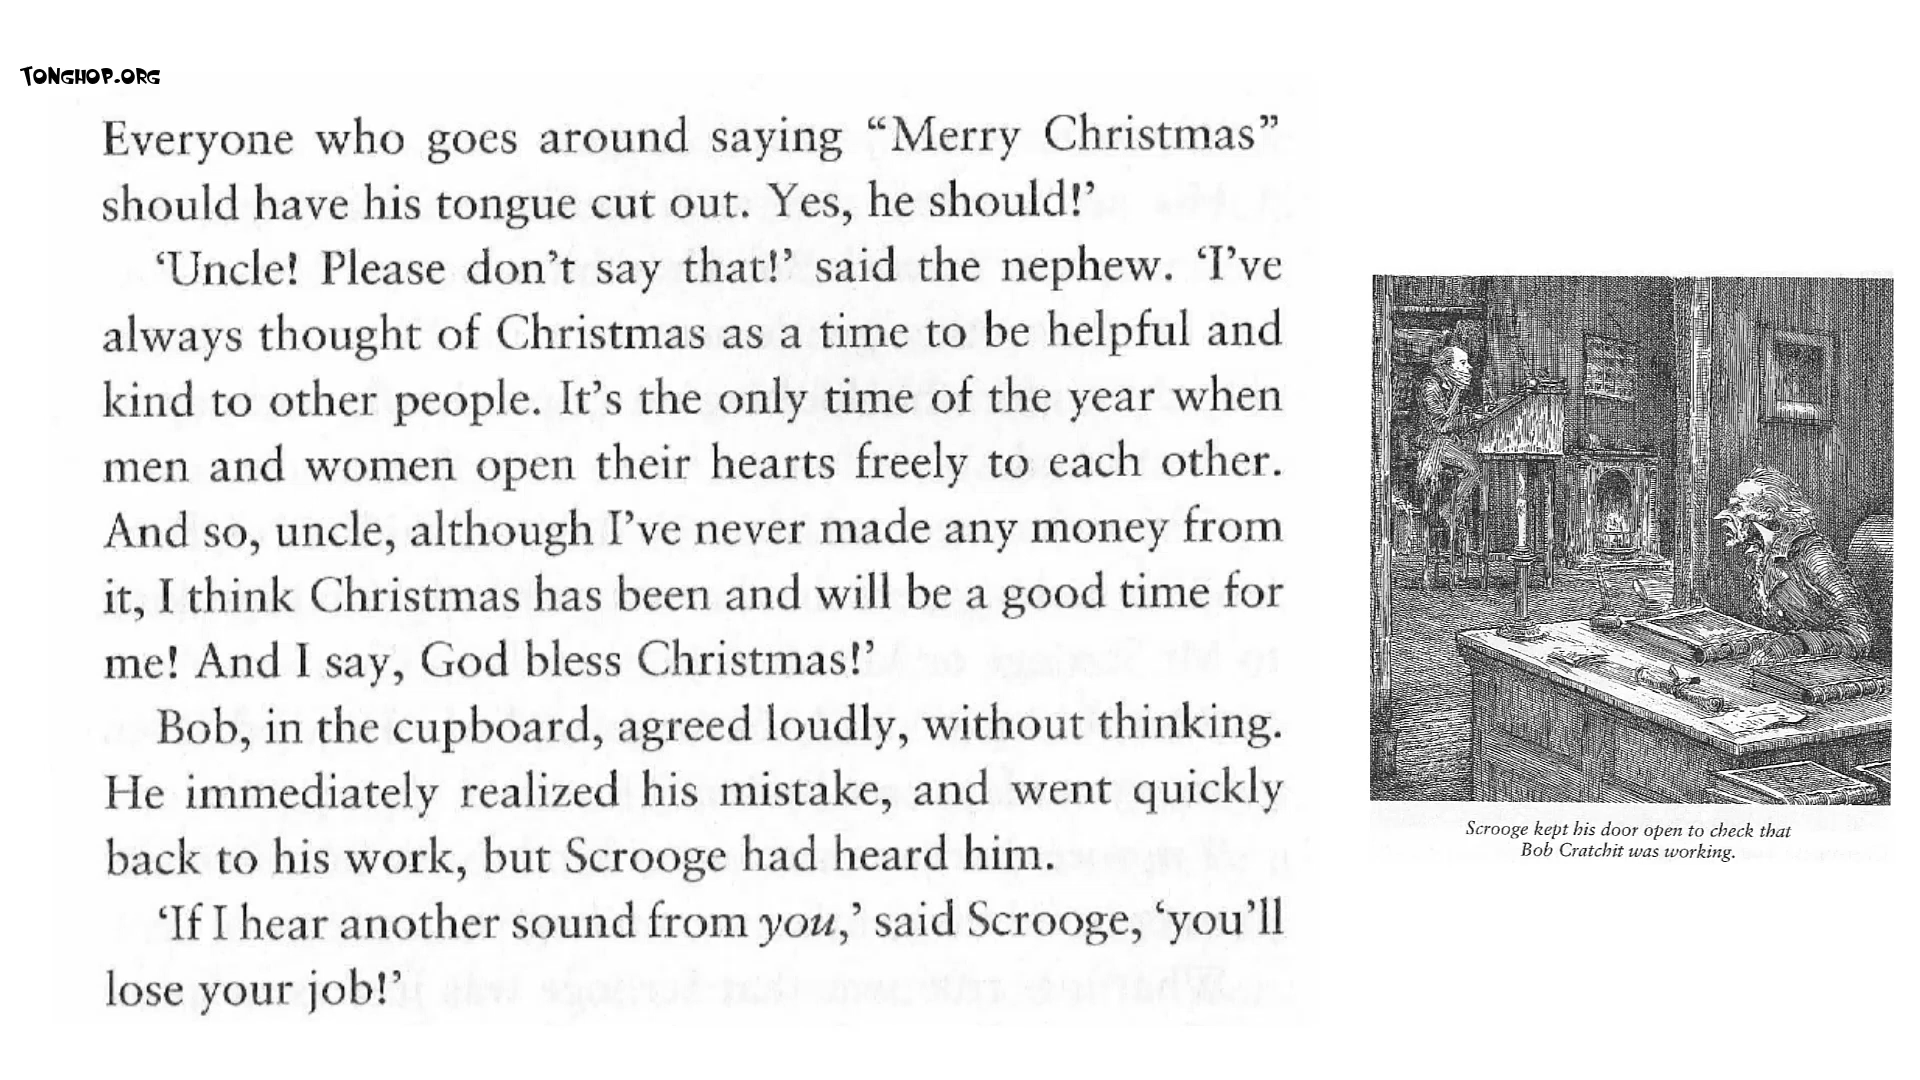 TONGHOP.ORG
Everyone who goes around saying “Merry Christmas”
should have his tongue cut out. Yes, he should!’
‘Uncle! Please don’t say that!’ said the nephew. ‘I’ve
always thought of Christmas as a time to be helpful and
kind to other people. It’s the only time of the year when
men and women open their hearts freely to each other.
And so, uncle, although I’ve never made any money from
it, I think Christmas has been and will be a good time for
me! And I say, God bless Christmas!’
Bob, in the cupboard, agreed loudly, without thinking.
He immediately realized his mistake, and went quickly
back to his work, but Scrooge had heard him.
‘If I hear another sound from you,’ said Scrooge, ‘you’ll
lose your job!’
Scrooge kept his door open to check that
Bob Cratchit was working.